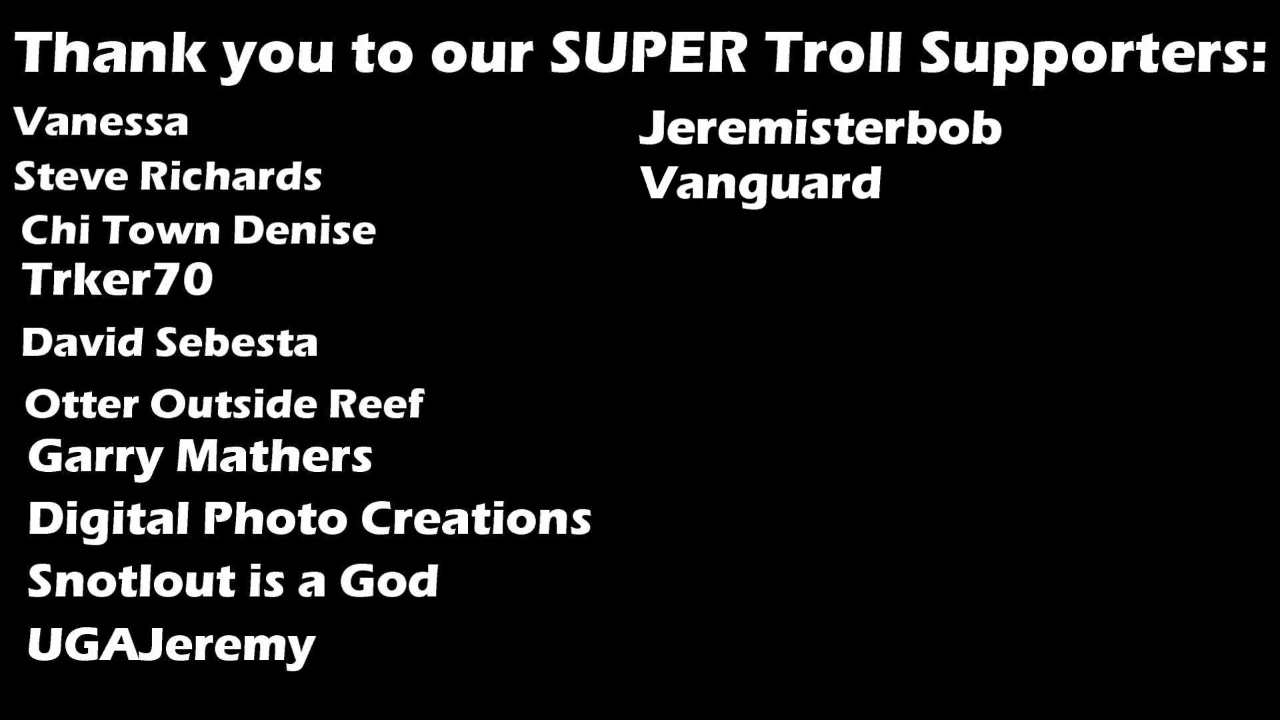 Thank you to our SUPER Troll Supporters:
Vanessa
Steve Richards
Chi Town Denise
Trker70
David Sebesta
Otter Outside Reef
Garry Mathers
Digital Photo Creations
Snotlout is a God
UGAJeremy
Jeremisterbob
Vanguard